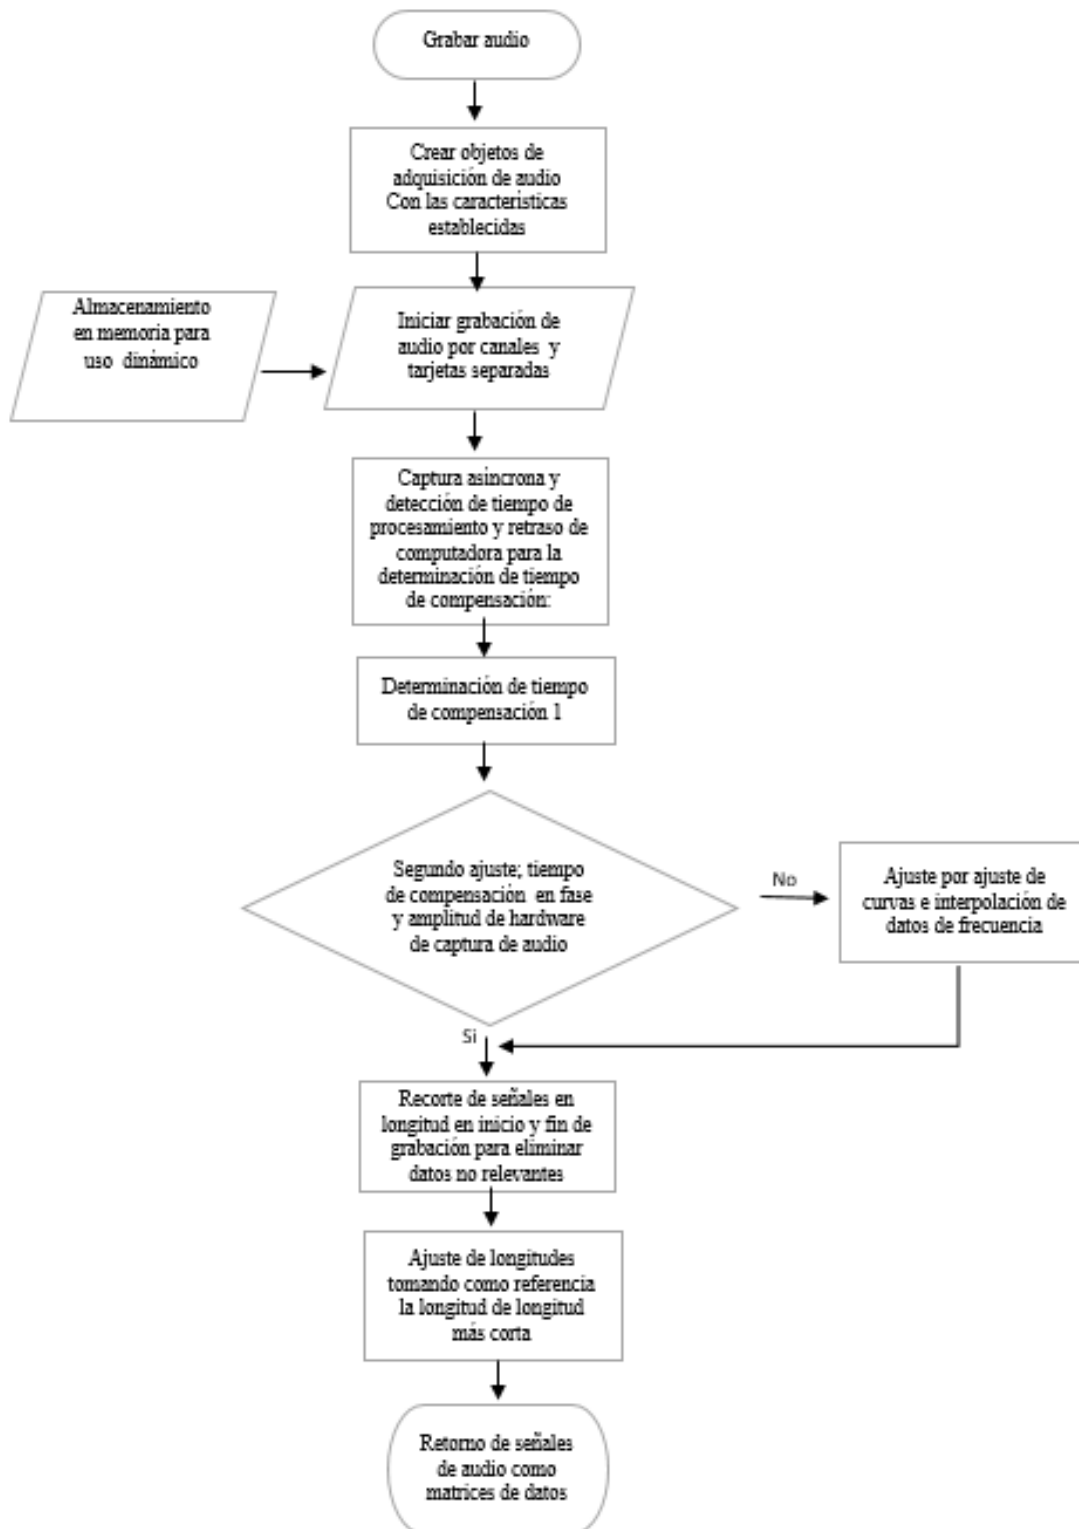 Grabar audio
Crear objetos de
adquisición de audio
Con las características
establecidas
Almacenamiento
en memoria para
uso dinámico
Iniciar grabación de
audio por canales y
tarjetas separadas
Captura asíncrona y
detección de tiempo de
procesamiento y retraso de
computadora para la
determinación de tiempo
de compensación:
Determinación de tiempo
de compensación 1
Segundo ajuste; tiempo
de compensación en fase
y amplitud de hardware
de captura de audio
No
Ajuste por ajuste de
curvas e interpolación de
datos de frecuencia
Si
Recorte de señales en
longitud en inicio y fin de
grabación para eliminar
datos no relevantes
Ajuste de longitudes
tomando como referencia
la longitud de longitud
más corta
Retorno de señales
de audio como
matrices de datos